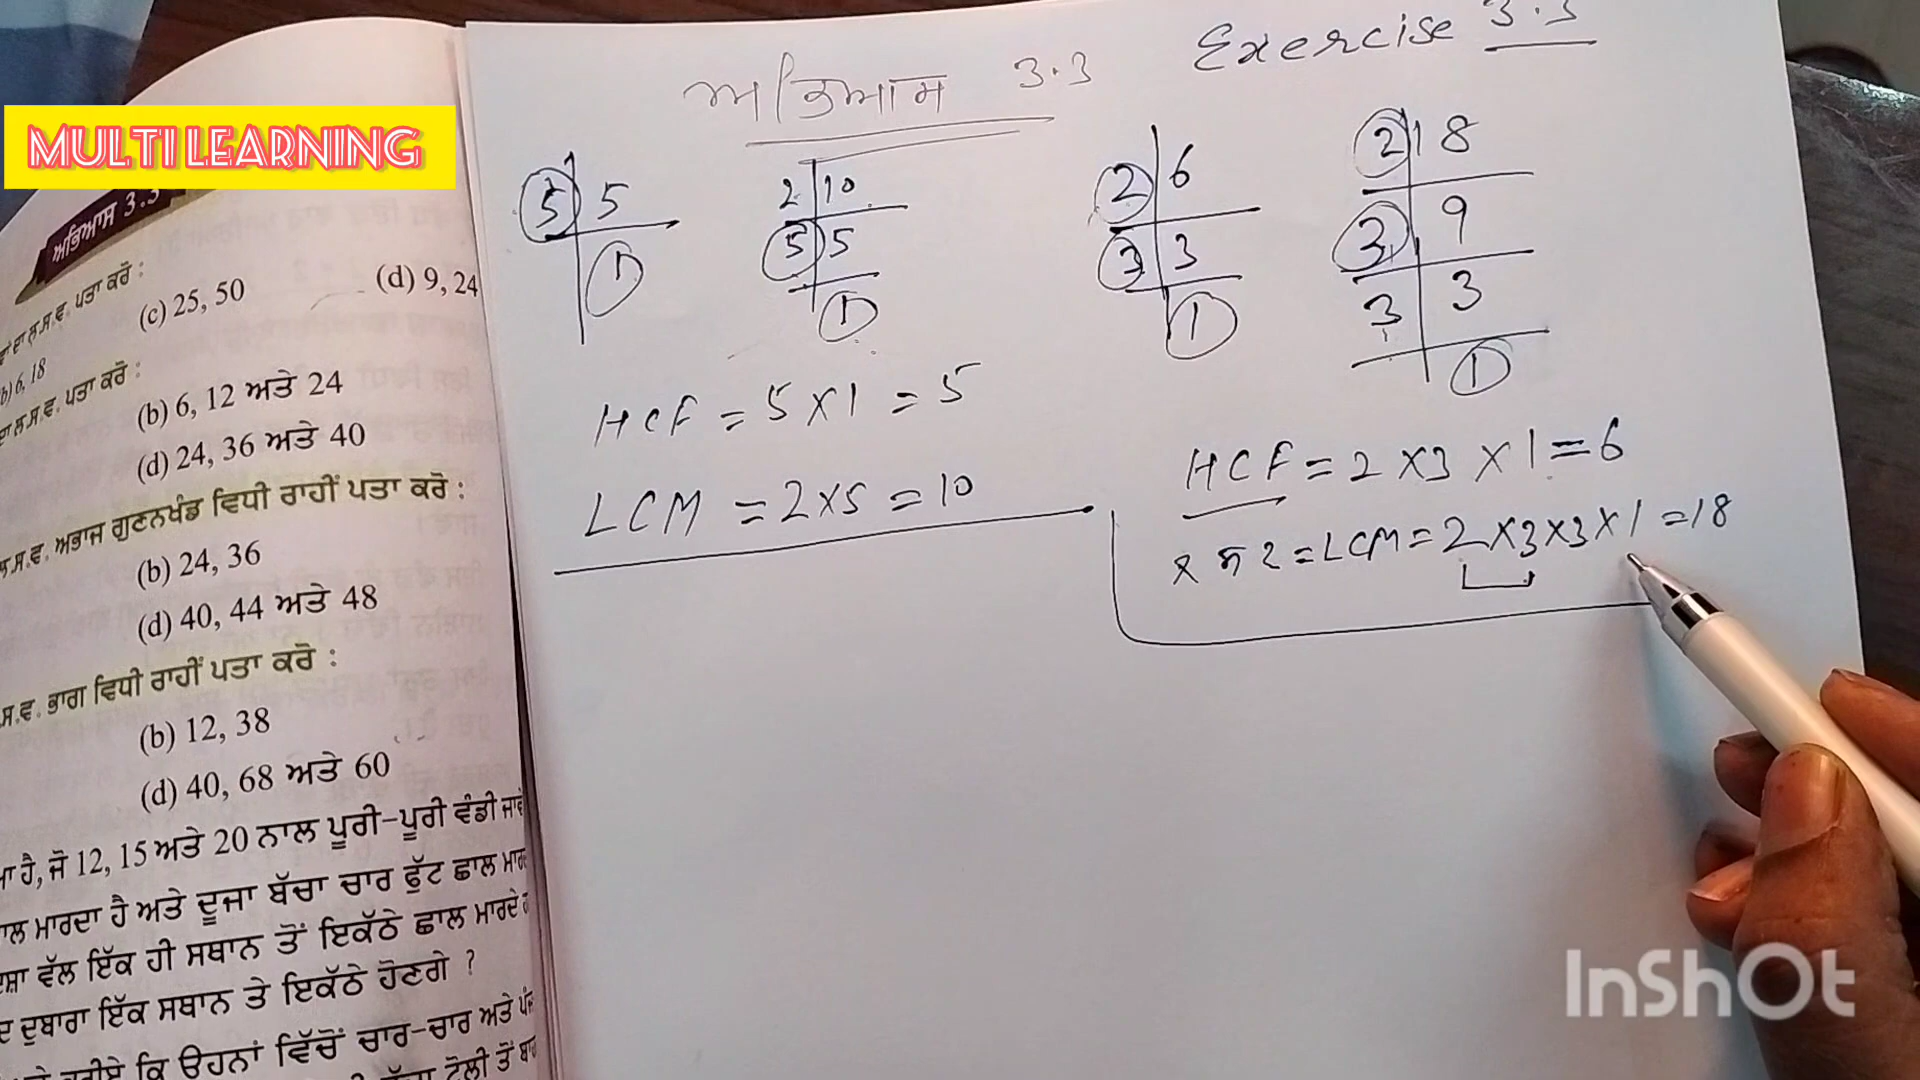 MULTI LEARNING
ਅਭਿਆਸ 3.3
(c) 25, 50
(d) 9, 24
(b) 6, 18
ਪਤਾ ਕਰੋ :
(b) 6, 12 ਅਤੇ 24
(d) 24, 36 ਅਤੇ 40
ਲ.ਸ.ਵ. ਅਭਾਜ ਗੁਣਨਖੰਡ ਵਿਧੀ ਰਾਹੀਂ ਪਤਾ ਕਰੋ :
(b) 24, 36
(d) 40, 44 ਅਤੇ 48
ਸ.ਵ. ਭਾਗ ਵਿਧੀ ਰਾਹੀਂ ਪਤਾ ਕਰੋ :
(b) 12, 38
(d) 40, 68 ਅਤੇ 60
ਹੈ, ਜੋ 12, 15 ਅਤੇ 20 ਨਾਲ ਪੂਰੀ-ਪੂਰੀ ਵੰਡੀ
ਮਾਰਦਾ ਹੈ ਅਤੇ ਦੂਜਾ ਬੱਚਾ ਚਾਰ ਫੁੱਟ ਛਾਲ
ਵੱਲ ਇੱਕ ਹੀ ਸਥਾਨ ਤੋਂ ਇਕੱਠੇ ਛਾਲ ਮਾਰਦੇ
ਦੁਬਾਰਾ ਇੱਕ ਸਥਾਨ ਤੇ ਇਕੱਠੇ ਹੋਣਗੇ ?
ਕਿ ਉਹਨਾਂ ਵਿੱਚੋਂ ਚਾਰ-ਚਾਰ ਅਤੇ
ਟੋਲੀ ਤੋਂ
ਅਭਿਆਸ 3.3 Exercise 3.3
5 5
1
2 10
5 5
1
2 6
3 3
1
2 18
3 9
3 3
1
HCF = 5 X 1 = 5
LCM = 2 X 5 = 10
HCF = 2 X 3 X 1 = 6
= LCM = 2 X 3 X 3 X 1 = 18
InShOt